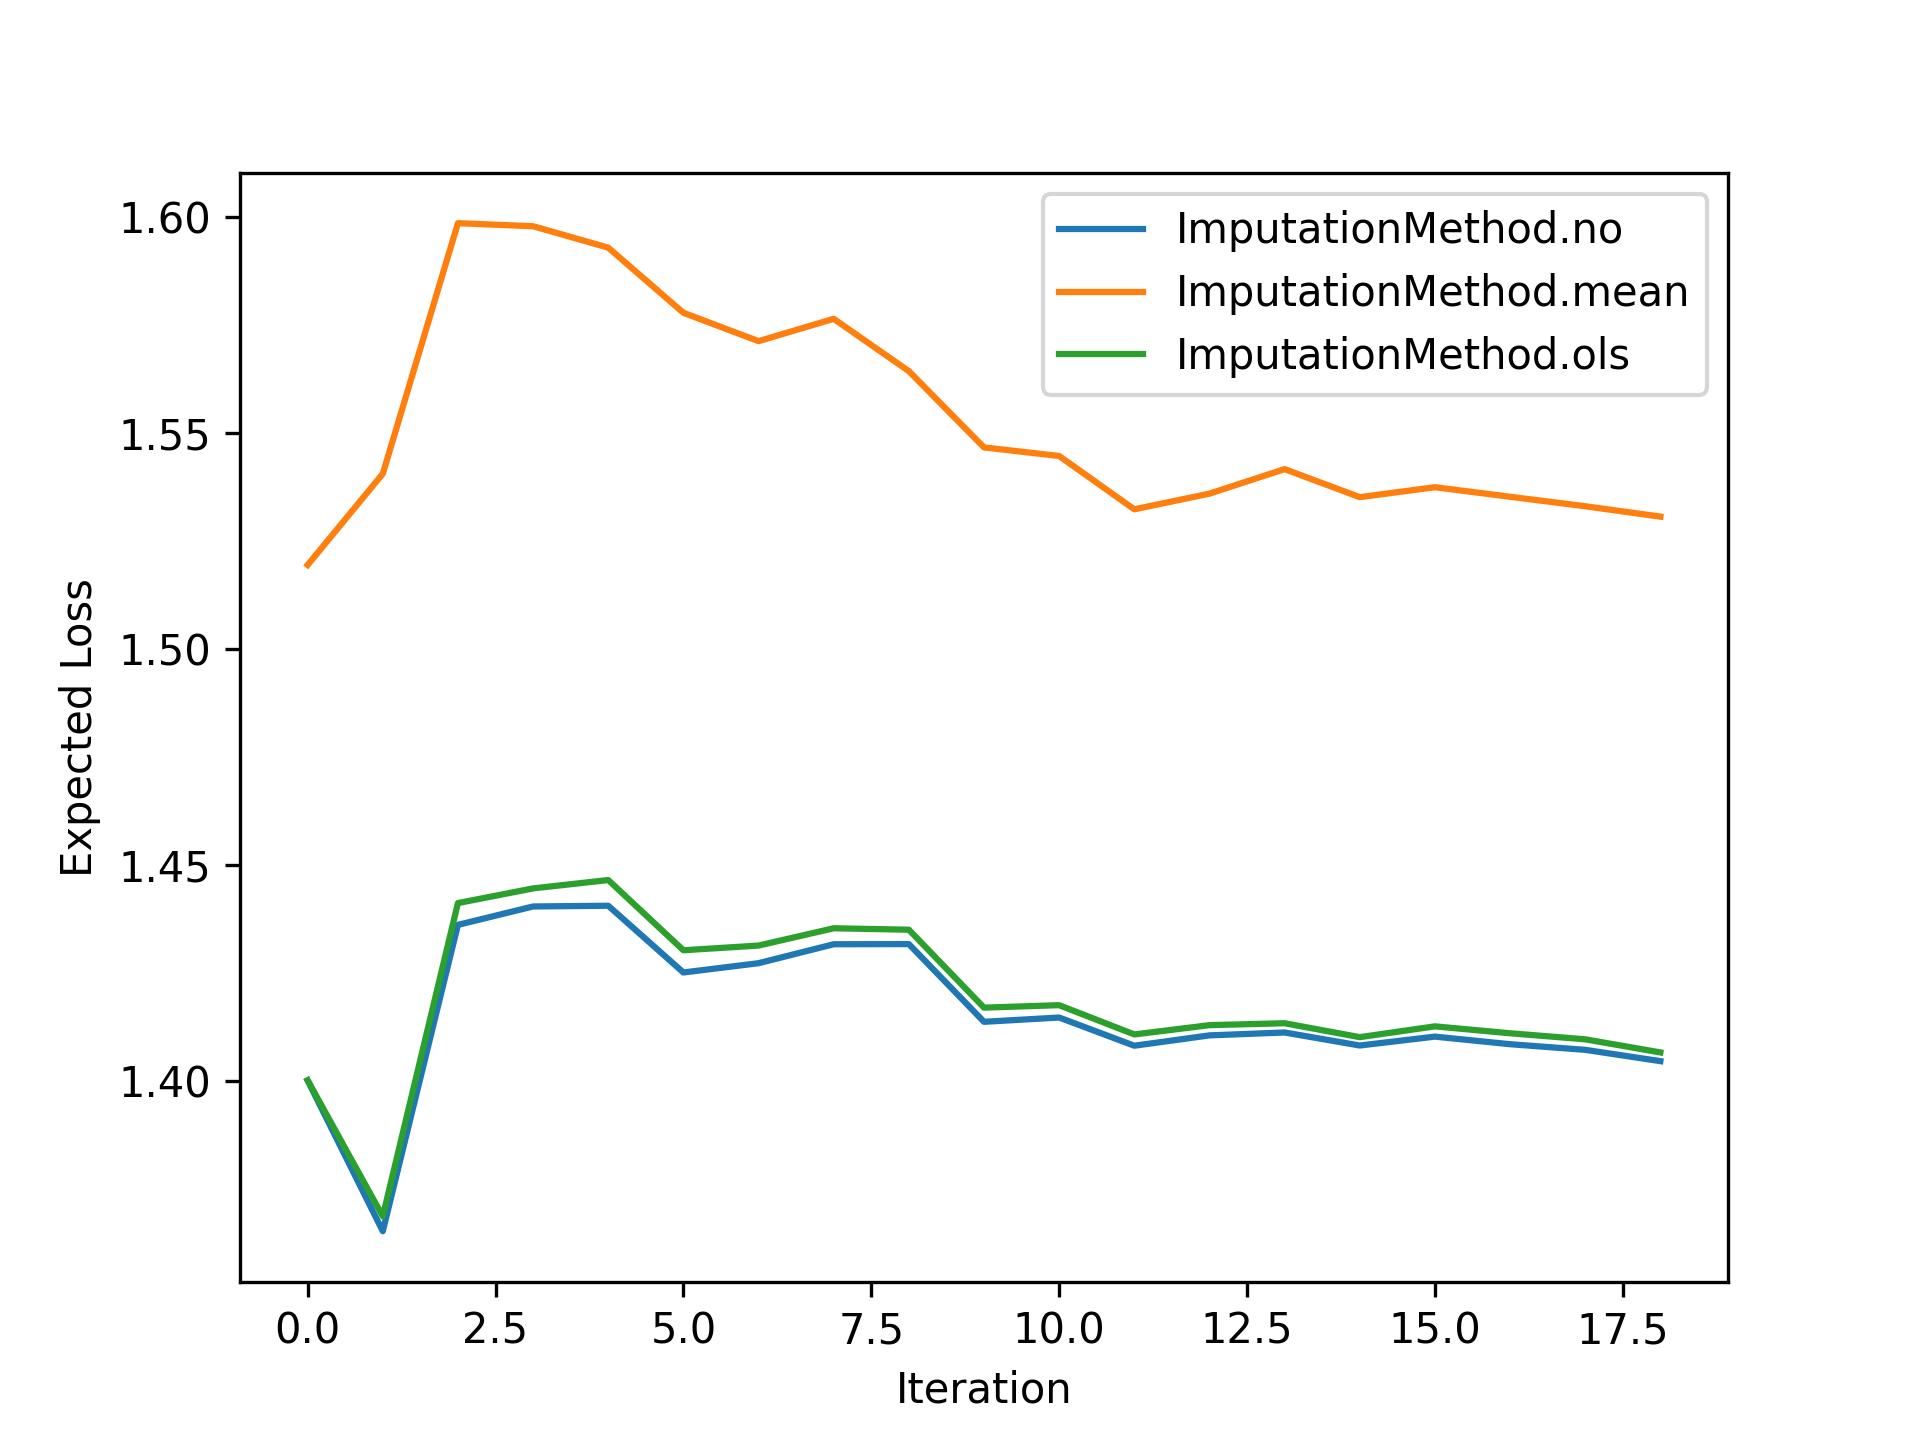 ImputationMethod.no
ImputationMethod.mean
ImputationMethod.ols
1.60
1.55
1.50
1.45
1.40
Expected Loss
0.0 2.5 5.0 7.5 10.0 12.5 15.0 17.5
Iteration